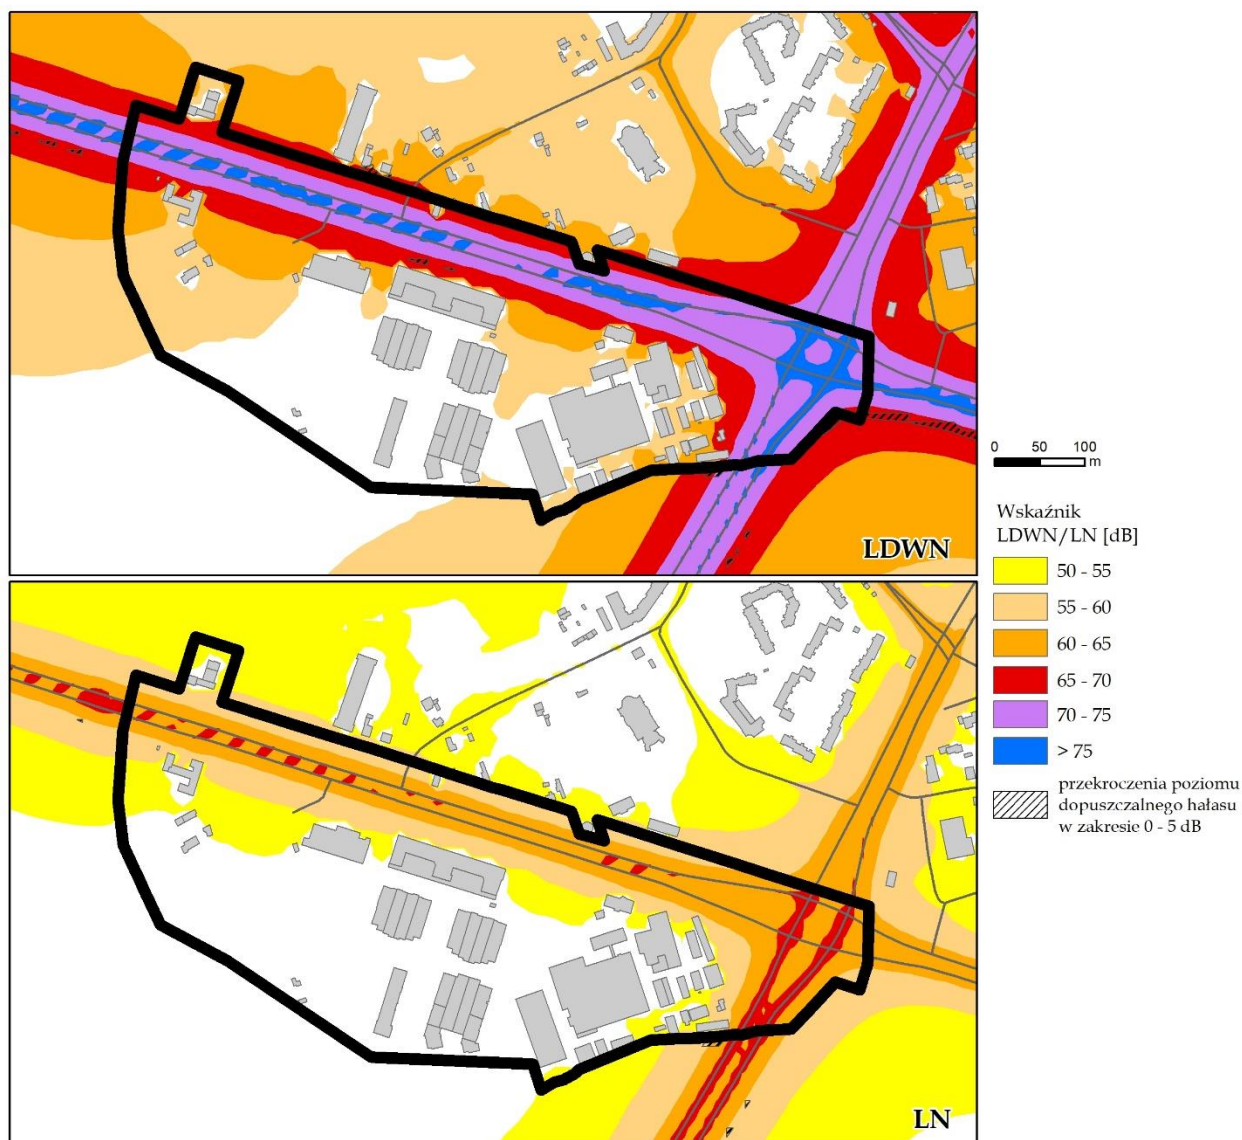 LDWN
0 50 100
m
Wskaźnik
LDWN/LN [dB]
50 - 55
55 - 60
60 - 65
65 - 70
70 - 75
> 75
przekroczenia poziomu
dopuszczalnego hałasu
w zakresie 0 - 5 dB
LN